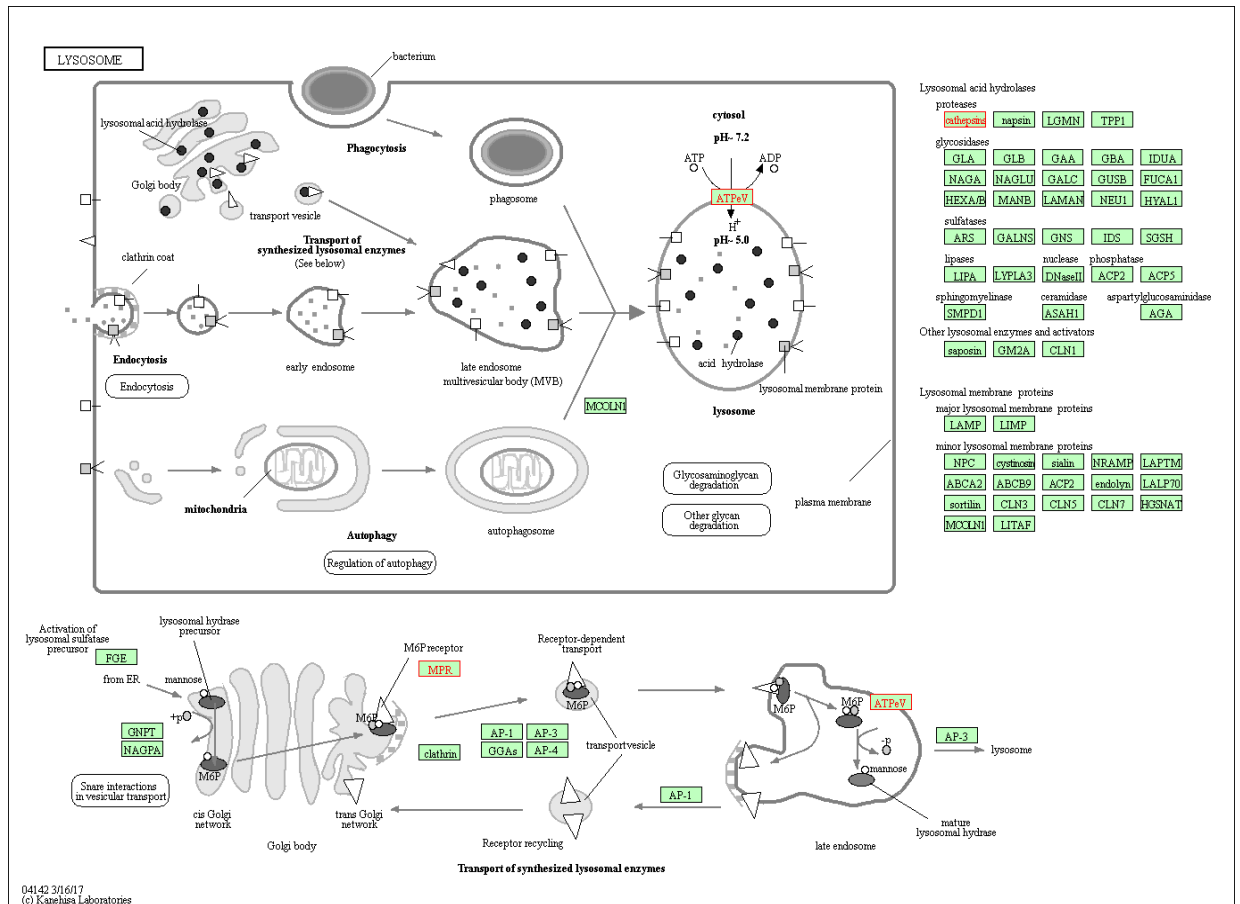 LYSOSOME
bacterium
lysosomal acid hydrolase
Phagocytosis
Golgi body
transport vesicle
phagosome
Transport of
synthesized lysosomal enzymes
(See below)
clathrin coat
Endocytosis
Endocytosis
early endosome
late endosome
multivesicular body (MVB)
MCOLN1
cytosol
pH~ 7.2
ATP
ADP
ATPeV
H+
pH~ 5.0
acid hydrolase
lysosomal membrane protein
lysosome
mitochondria
Autophagy
autophagosome
Regulation of autophagy
Glycosaminoglycan
degradation
Other glycan
degradation
plasma membrane
Lysosomal acid hydrolases
proteases
cathepsins napsin LGMN TPP1
glycosidases
GLA GLB GAA GBA IDUA
NAGA NAGLU GALC GUSB FUCA1
HEXA/B MANB LAMAN NEU1 HYAL1
sulfatases
ARS GALNS GNS IDS SGSH
lipases nuclease phosphatase
LIPA LYPLA3 DNaseII ACP2 ACP5
sphingomyelinase ceramidase aspartylglucosaminidase
SMPD1 ASAH1 AGA
Other lysosomal enzymes and activators
saposin GM2A CLN1
Lysosomal membrane proteins
major lysosomal membrane proteins
LAMP LIMP
minor lysosomal membrane proteins
NPC cystinosin sialin NRAMP LAPTM
ABCA2 ABCB9 ACP2 endolyn LALP70
sortilin CLN3 CLN5 CLN7 HGSNAT
MCOLN1 LITAF
Activation of
lysosomal sulfatase
precursor
FGE
from ER
mannose
lysosomal hydrase
precursor
+p
GNPT
NAGPA
M6P
Snare interactions
in vesicular transport
cis Golgi
network
trans Golgi
network
Golgi body
M6P receptor
MPR
M6P
clathrin
AP-1 AP-3
GGAs AP-4
Receptor-dependent
transport
M6P
transport vesicle
Receptor recycling
AP-1
M6P
M6P
ATPeV
-p
mannose
AP-3
lysosome
mature
lysosomal hydrase
late endosome
Transport of synthesized lysosomal enzymes
04142 3/16/17
(c) Kanehisa Laboratories